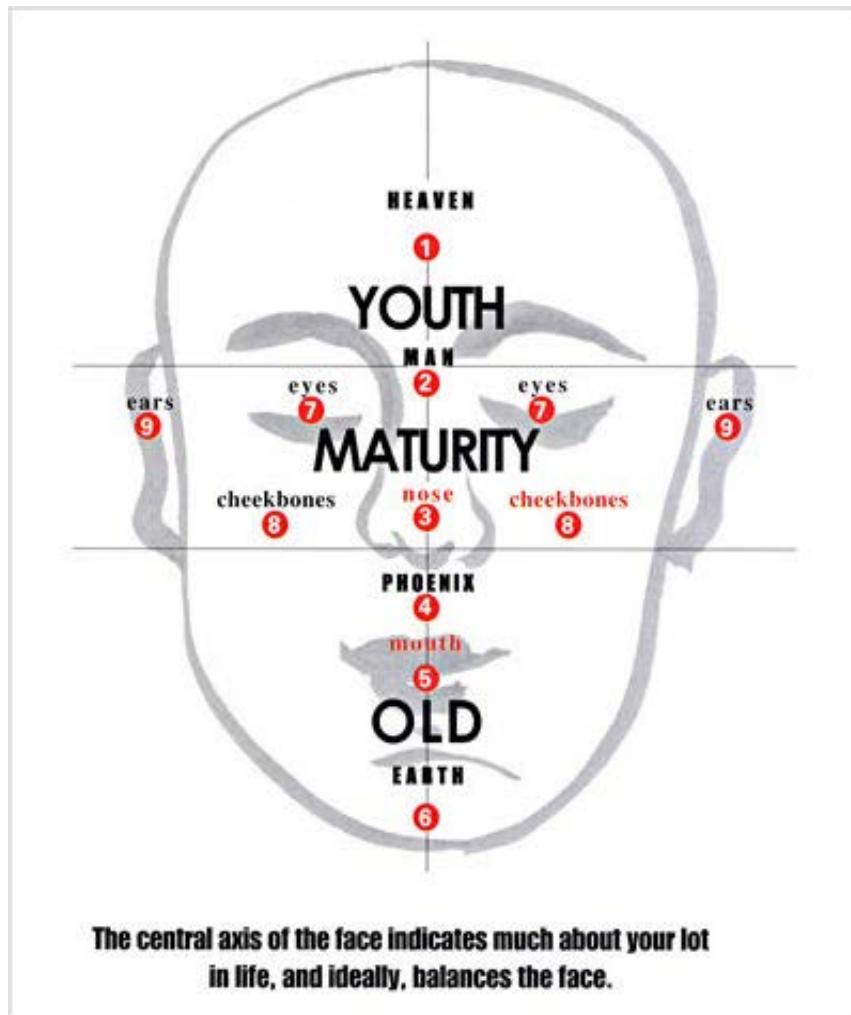 HEAVEN
1
YOUTH
MAN
2
eyes eyes
7 7
ears ears
9 9
MATURITY
cheekbones nose cheekbones
8 3 8
PHOENIX
4
mouth
5
OLD
EARTH
6
The central axis of the face indicates much about your lot
in life, and ideally, balances the face.